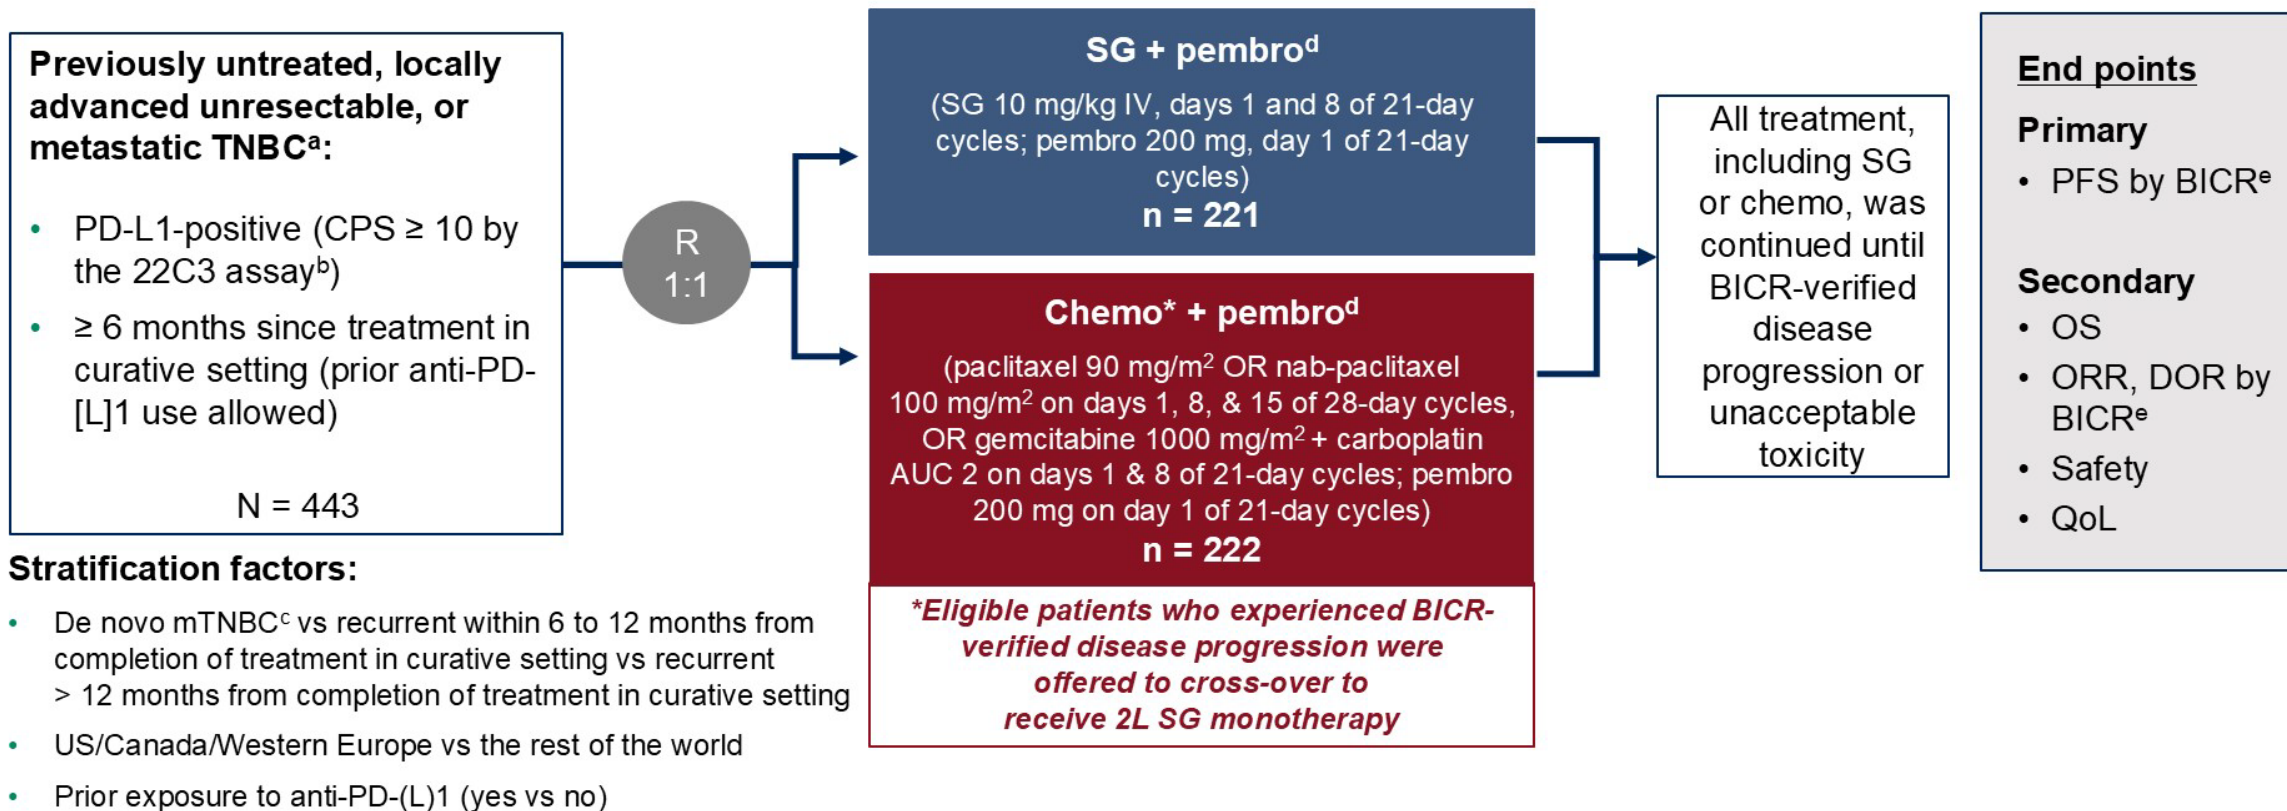 Previously untreated, locally
advanced unresectable, or
metastatic TNBCᵃ:
• PD-L1-positive (CPS ≥ 10 by
the 22C3 assayᵇ)
• ≥ 6 months since treatment in
curative setting (prior anti-PD-
[L]1 use allowed)
N = 443
Stratification factors:
• De novo mTNBCᶜ vs recurrent within 6 to 12 months from
completion of treatment in curative setting vs recurrent
> 12 months from completion of treatment in curative setting
• US/Canada/Western Europe vs the rest of the world
• Prior exposure to anti-PD-(L)1 (yes vs no)
R
1:1
SG + pembroᵈ
(SG 10 mg/kg IV, days 1 and 8 of 21-day
cycles; pembro 200 mg, day 1 of 21-day
cycles)
n = 221
Chemo* + pembroᵈ
(paclitaxel 90 mg/m² OR nab-paclitaxel
100 mg/m² on days 1, 8, & 15 of 28-day cycles,
OR gemcitabine 1000 mg/m² + carboplatin
AUC 2 on days 1 & 8 of 21-day cycles; pembro
200 mg on day 1 of 21-day cycles)
n = 222
*Eligible patients who experienced BICR-
verified disease progression were
offered to cross-over to
receive 2L SG monotherapy
All treatment,
including SG
or chemo, was
continued until
BICR-verified
disease
progression or
unacceptable
toxicity
End points
Primary
• PFS by BICRᵉ
Secondary
• OS
• ORR, DOR by
BICRᵉ
• Safety
• QoL